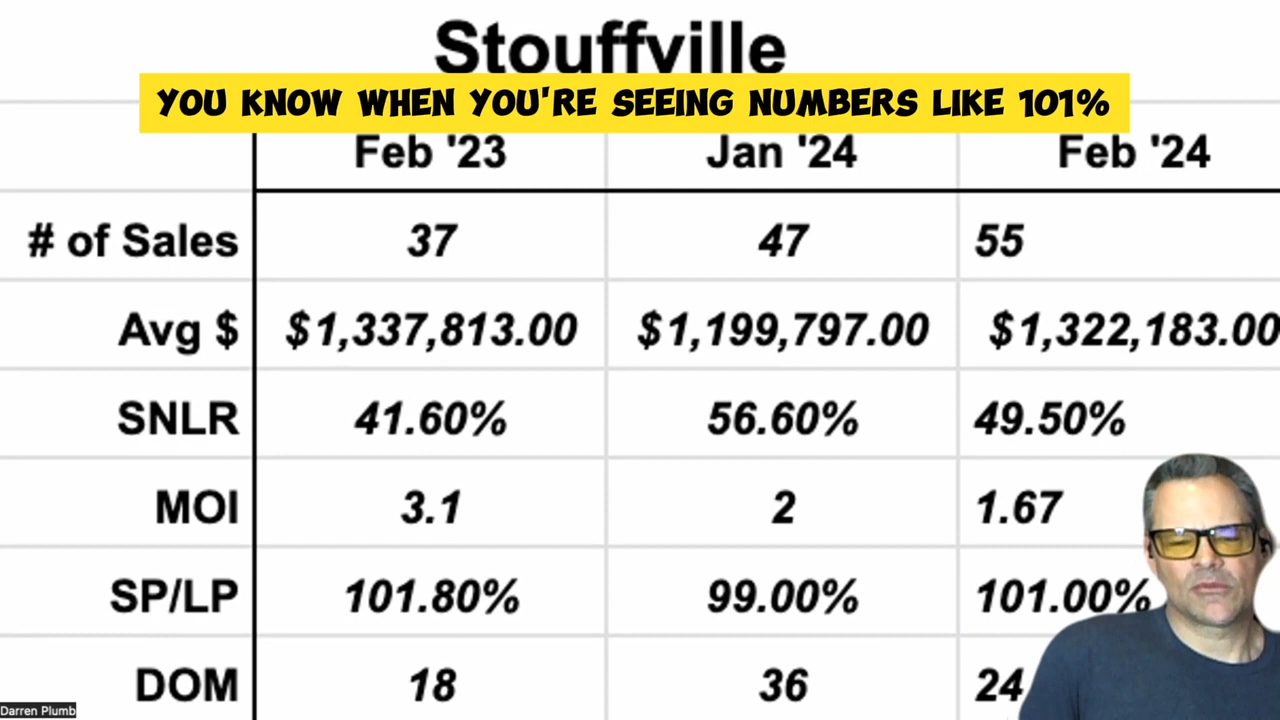 Stouffville
YOU KNOW WHEN YOU'RE SEEING NUMBERS LIKE 101%
Feb '23 Jan '24 Feb '24
# of Sales 37 47 55
Avg $ $1,337,813.00 $1,199,797.00 $1,322,183.00
SNLR 41.60% 56.60% 49.50%
MOI 3.1 2 1.67
SP/LP 101.80% 99.00% 101.00%
DOM 18 36 24
Darren Plumb